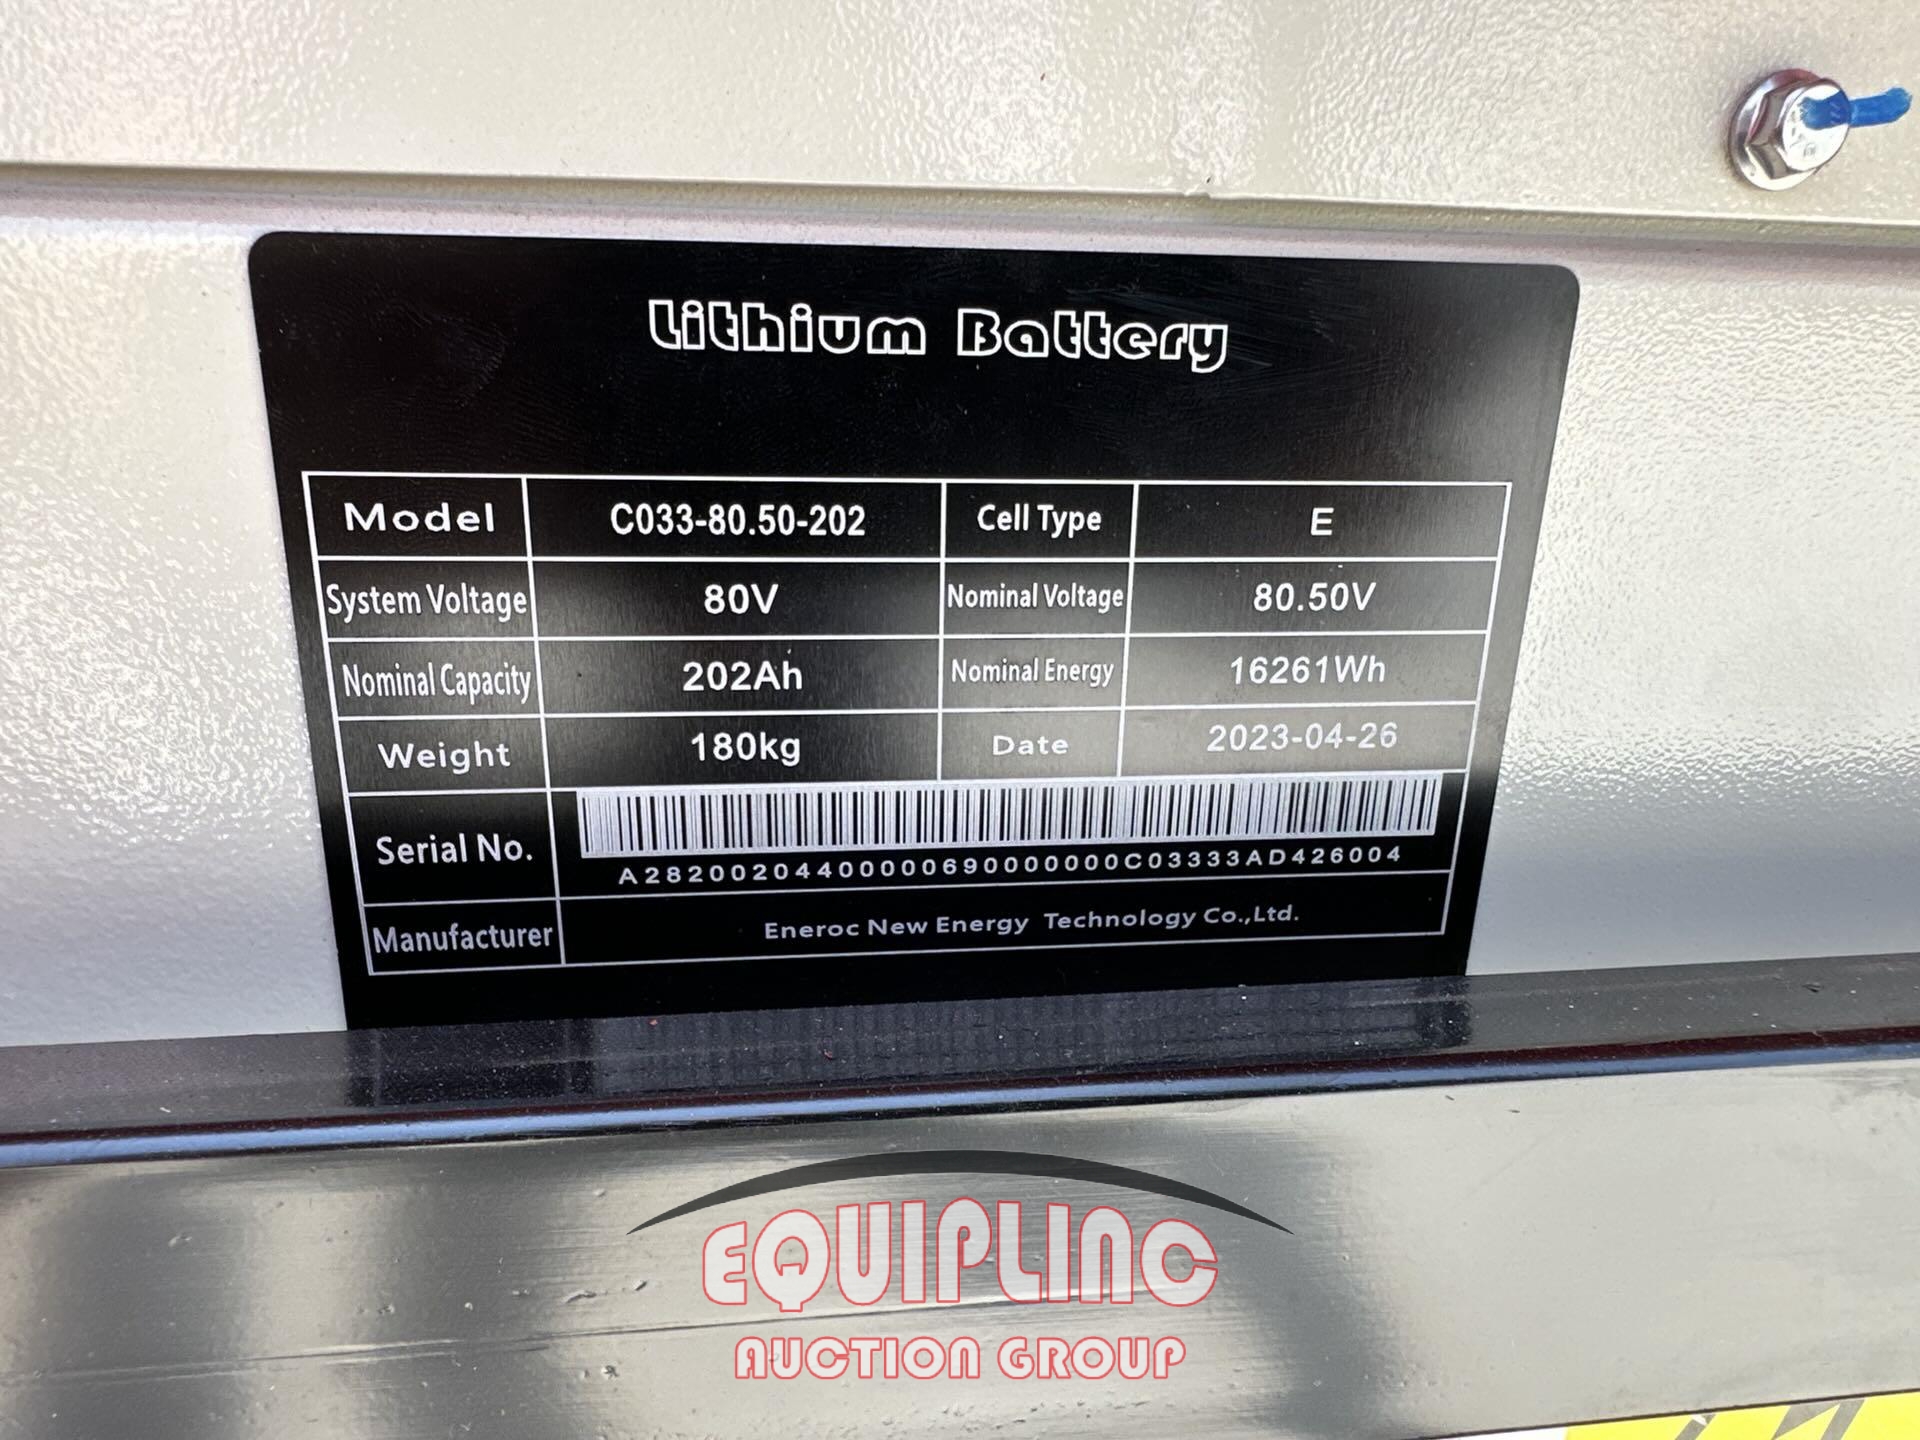 Lithium Battery
Model C033-80.50-202 Cell Type E
System Voltage 80V Nominal Voltage 80.50V
Nominal Capacity 202Ah Nominal Energy 16261Wh
Weight 180kg Date 2023-04-26
Serial No. A28200204400000690000000C03333AD426004
Manufacturer Eneroc New Energy Technology Co.,Ltd.
EQUIPLINC
AUCTION GROUP